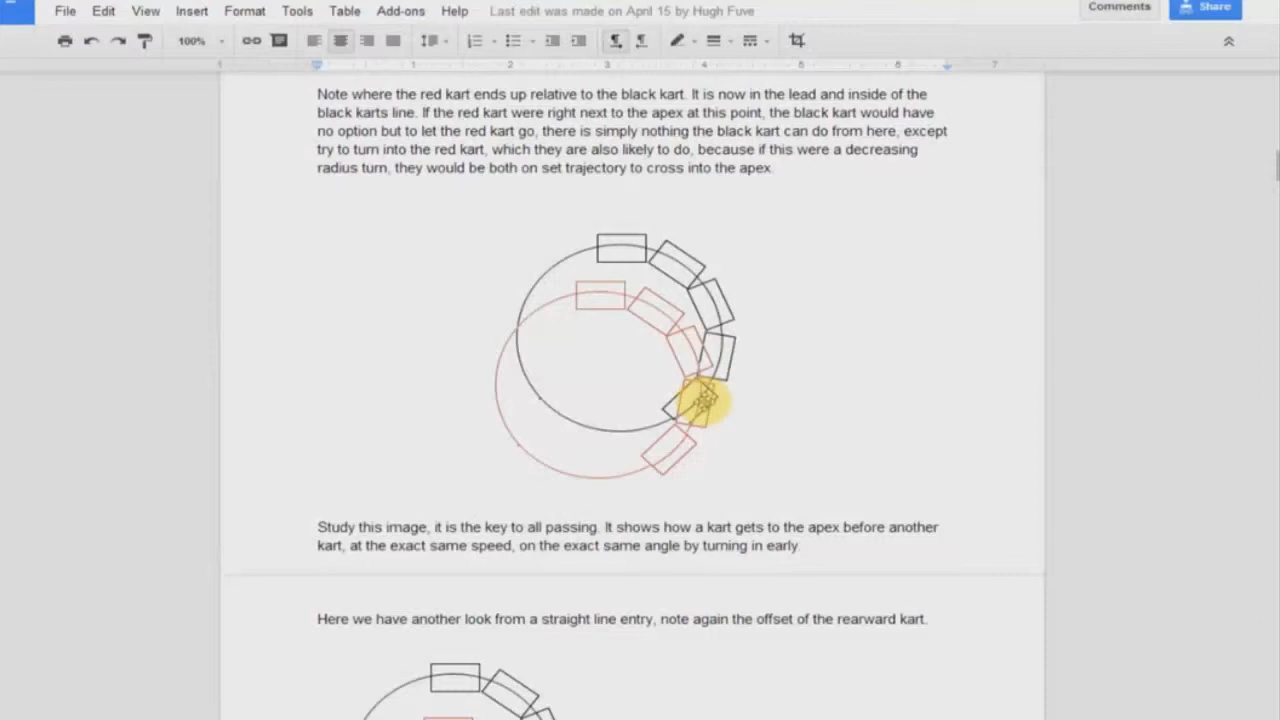 File Edit View Insert Format Tools Table Add-ons Help Last edit was made on April 15 by Hugh Fuve
Comments Share
100%
1 1 2 3 4 5 6 7
Note where the red kart ends up relative to the black kart. It is now in the lead and inside of the
black karts line. If the red kart were right next to the apex at this point, the black kart would have
no option but to let the red kart go, there is simply nothing the black kart can do from here, except
try to turn into the red kart, which they are also likely to do, because if this were a decreasing
radius turn, they would be both on set trajectory to cross into the apex.
Study this image, it is the key to all passing. It shows how a kart gets to the apex before another
kart, at the exact same speed, on the exact same angle by turning in early.
Here we have another look from a straight line entry, note again the offset of the rearward kart.